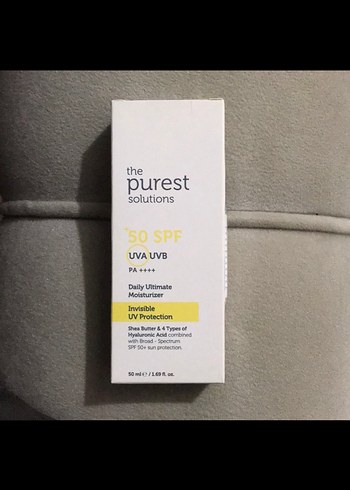 the
purest
solutions
+50 SPF
UVA UVB
PA ++++
Daily Ultimate
Moisturizer
Invisible
UV Protection
Shea Butter & 4 Types of
Hyaluronic Acid combined
with Broad - Spectrum
SPF 50+ sun protection.
50 ml ℮ / 1.69 fl. oz.